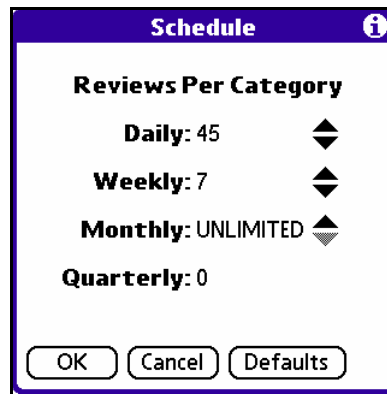 Schedule i
Reviews Per Category
Daily: 45
Weekly: 7
Monthly: UNLIMITED
Quarterly: 0
OK Cancel Defaults